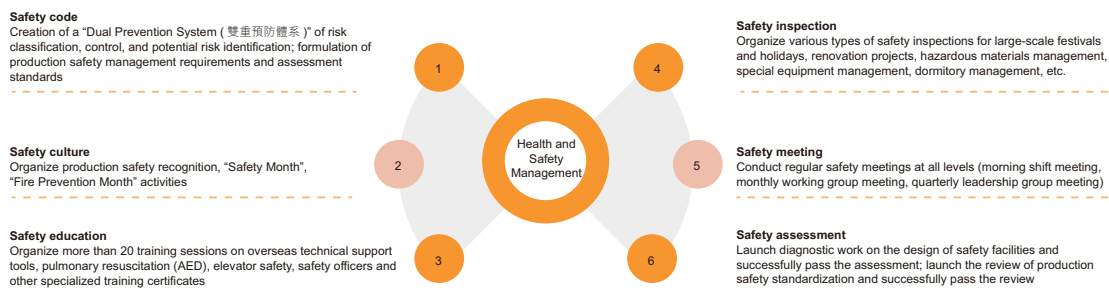 Safety code
Creation of a “Dual Prevention System ( 雙重預防體系 )” of risk
classification, control, and potential risk identification; formulation of
production safety management requirements and assessment
standards
Safety culture
Organize production safety recognition, “Safety Month”,
“Fire Prevention Month” activities
Safety education
Organize more than 20 training sessions on overseas technical support
tools, pulmonary resuscitation (AED), elevator safety, safety officers and
other specialized training certificates
1
2
3
Health and
Safety
Management
4
5
6
Safety inspection
Organize various types of safety inspections for large-scale festivals
and holidays, renovation projects, hazardous materials management,
special equipment management, dormitory management, etc.
Safety meeting
Conduct regular safety meetings at all levels (morning shift meeting,
monthly working group meeting, quarterly leadership group meeting)
Safety assessment
Launch diagnostic work on the design of safety facilities and
successfully pass the assessment; launch the review of production
safety standardization and successfully pass the review